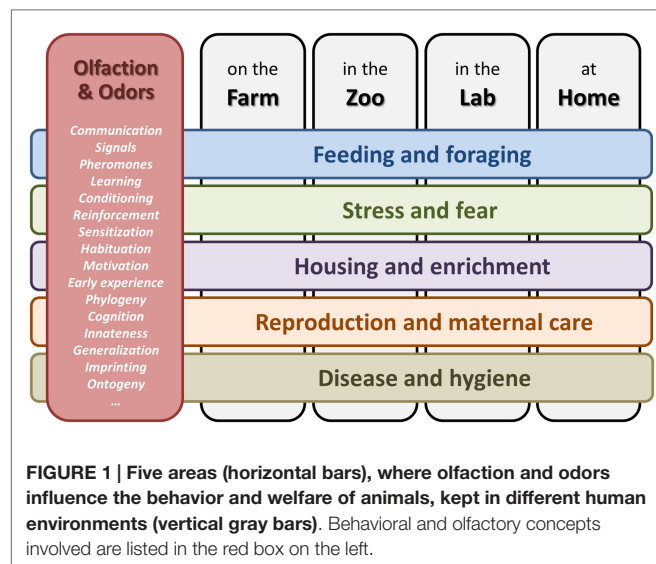 Olfaction
& Odors
Communication
Signals
Pheromones
Learning
Conditioning
Reinforcement
Sensitization
Habituation
Motivation
Early experience
Phylogeny
Cognition
Innateness
Generalization
Imprinting
Ontogeny
...
on the
Farm
in the
Zoo
in the
Lab
at
Home
Feeding and foraging
Stress and fear
Housing and enrichment
Reproduction and maternal care
Disease and hygiene
FIGURE 1 | Five areas (horizontal bars), where olfaction and odors
influence the behavior and welfare of animals, kept in different human
environments (vertical gray bars). Behavioral and olfactory concepts
involved are listed in the red box on the left.